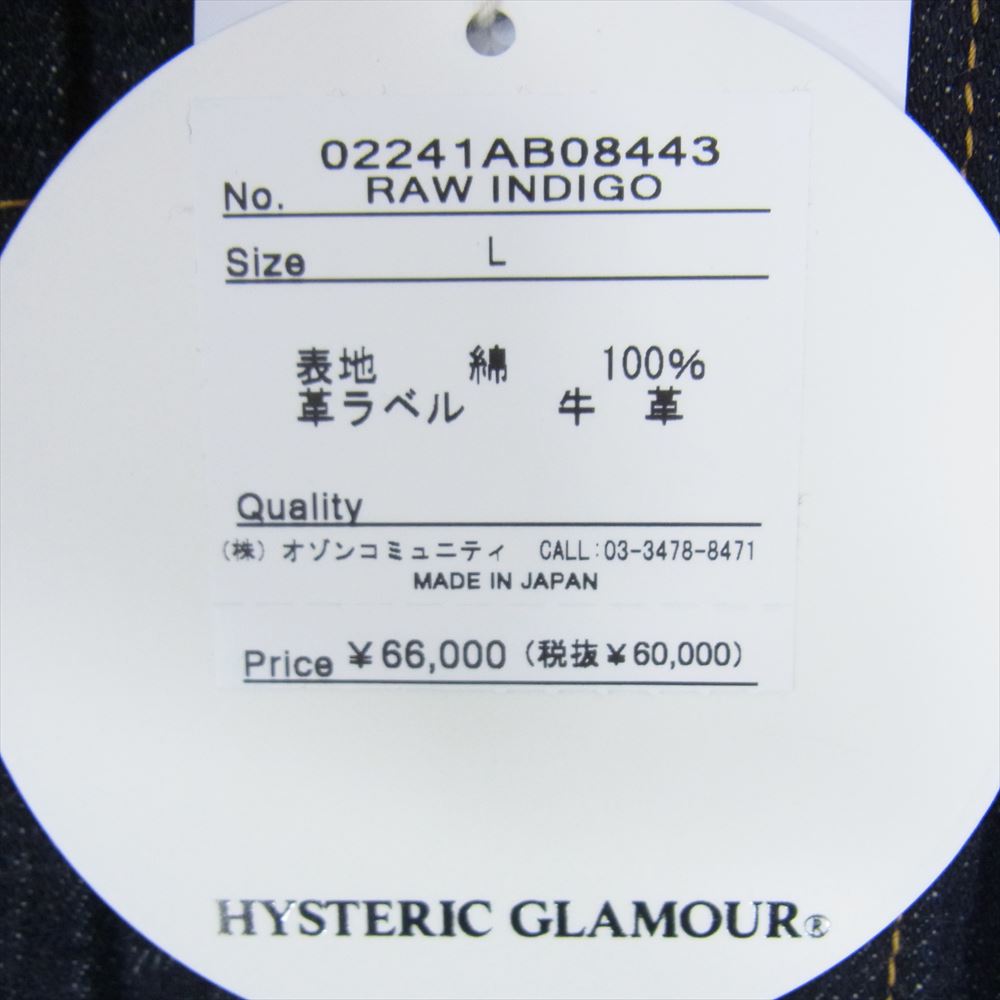 02241AB08443
No. RAW INDIGO
Size L
表地 綿 100%
革ラベル 牛 革
Quality
(株) オゾンコミュニティ CALL:03-3478-8471
MADE IN JAPAN
Price ¥66,000 (税抜¥60,000)
HYSTERIC GLAMOUR®